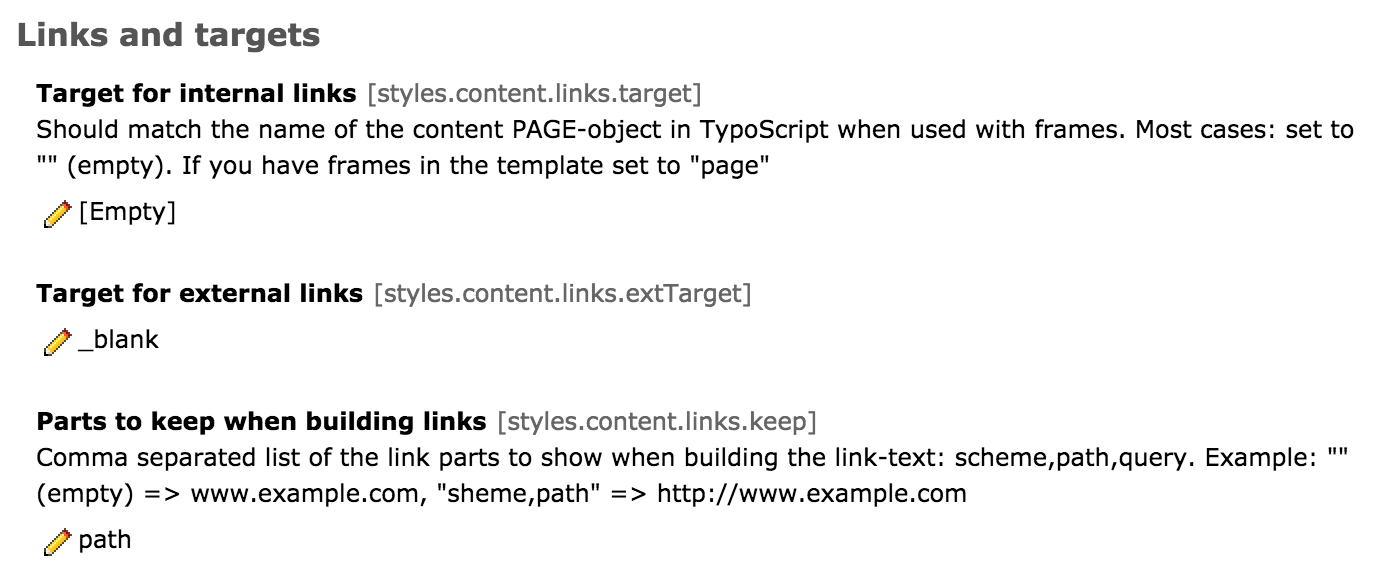 Links and targets
Target for internal links [styles.content.links.target]
Should match the name of the content PAGE-object in TypoScript when used with frames. Most cases: set to
"" (empty). If you have frames in the template set to "page"
[Empty]
Target for external links [styles.content.links.extTarget]
_blank
Parts to keep when building links [styles.content.links.keep]
Comma separated list of the link parts to show when building the link-text: scheme,path,query. Example: ""
(empty) => www.example.com, "sheme,path" => http://www.example.com
path